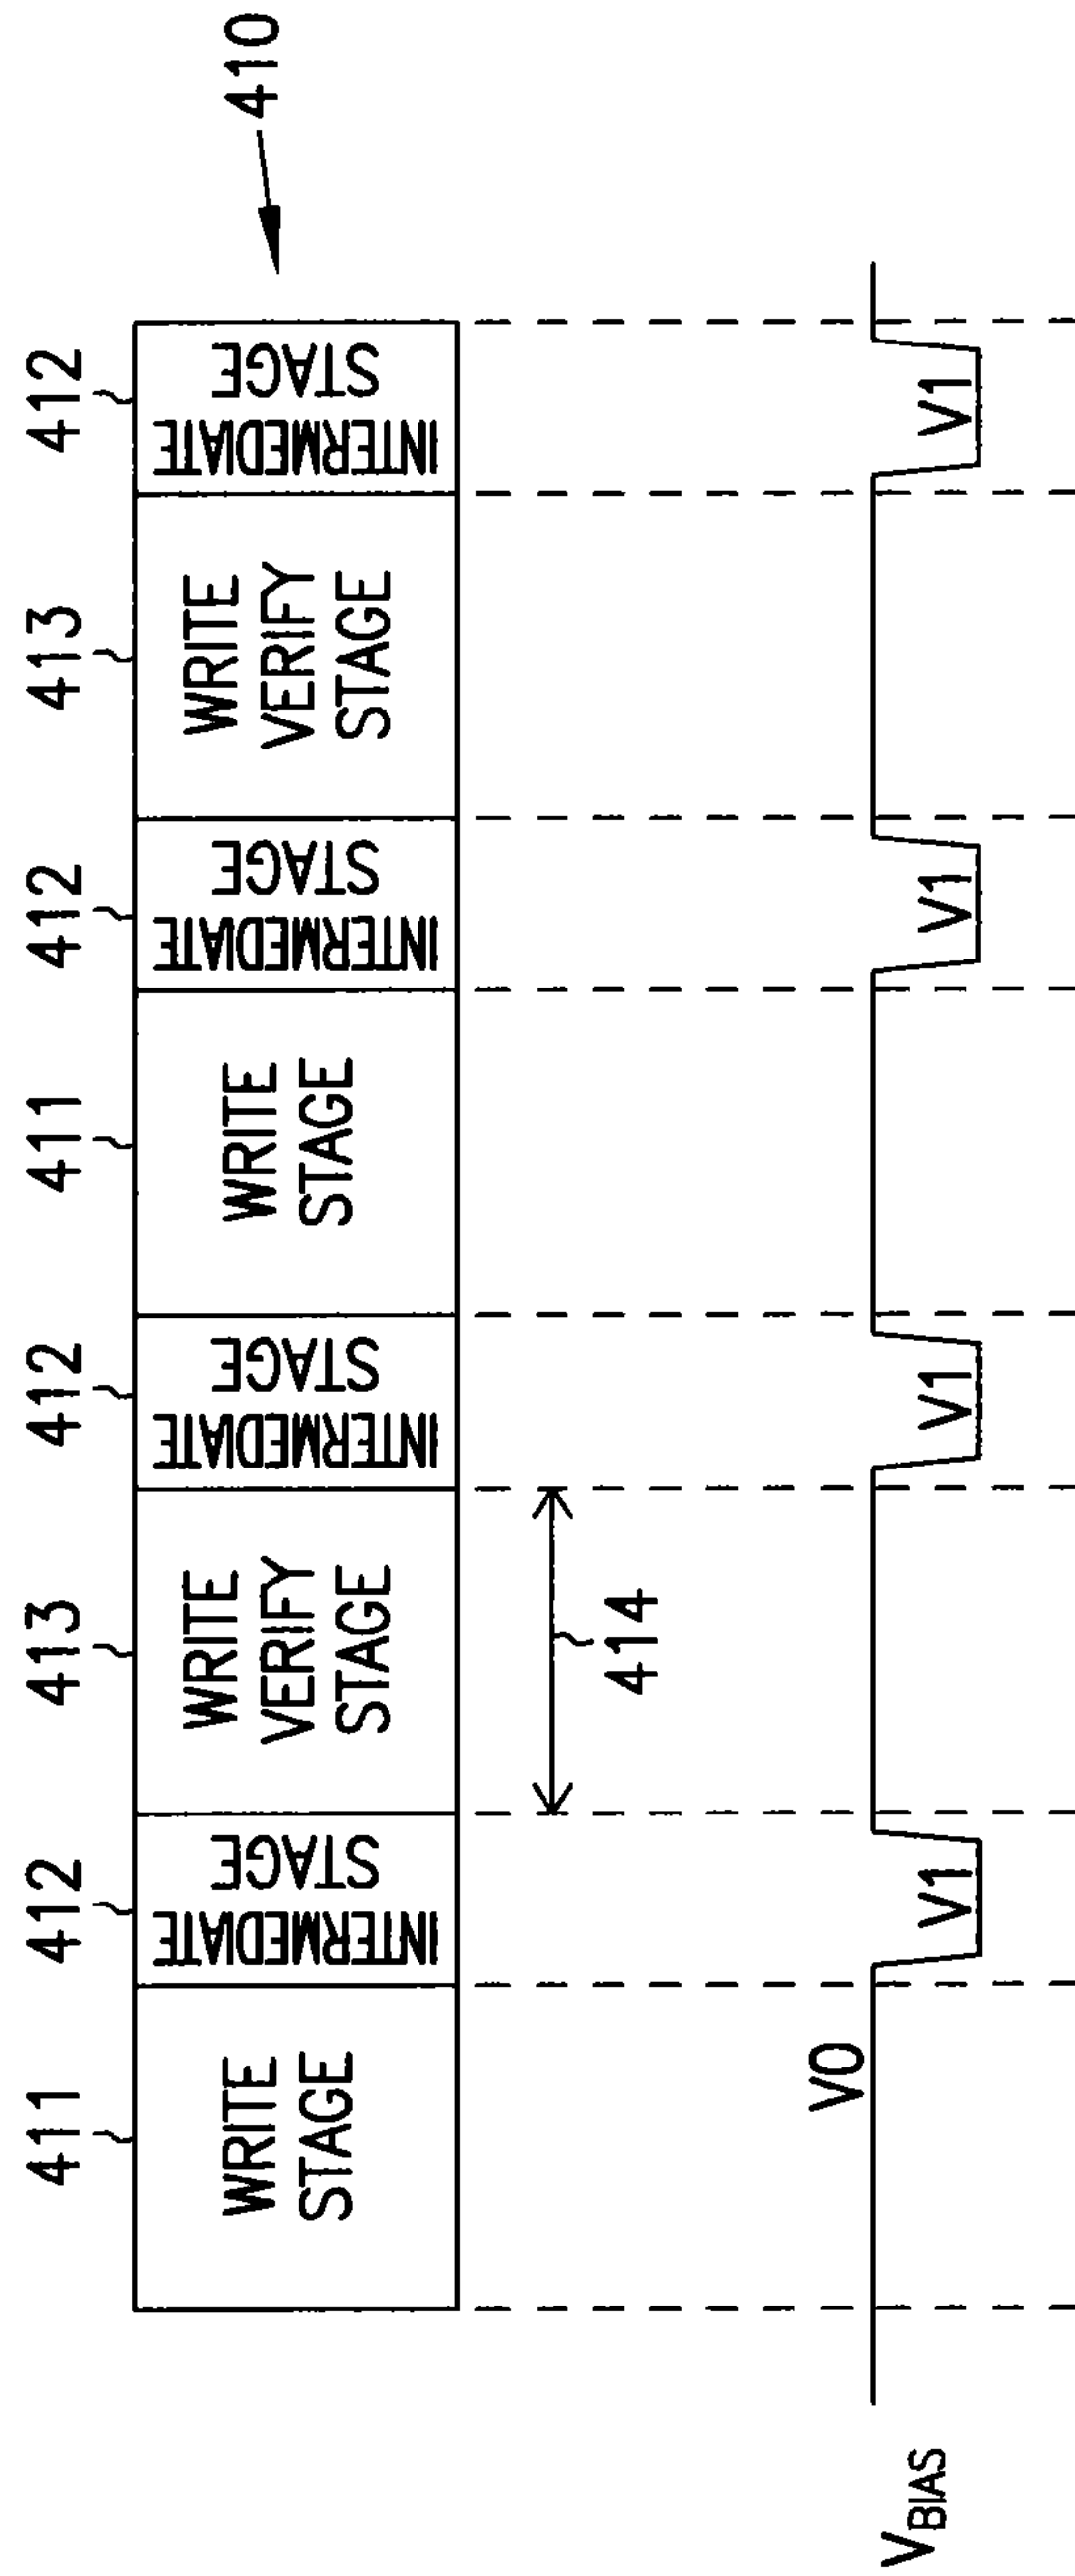 411
412
413
412
411
412
413
412
410
WRITE
STAGE
INTERMEDIATE
STAGE
WRITE
VERIFY
STAGE
INTERMEDIATE
STAGE
WRITE
STAGE
INTERMEDIATE
STAGE
WRITE
VERIFY
STAGE
INTERMEDIATE
STAGE
414
V0
V1
V1
V1
V1
VBIAS